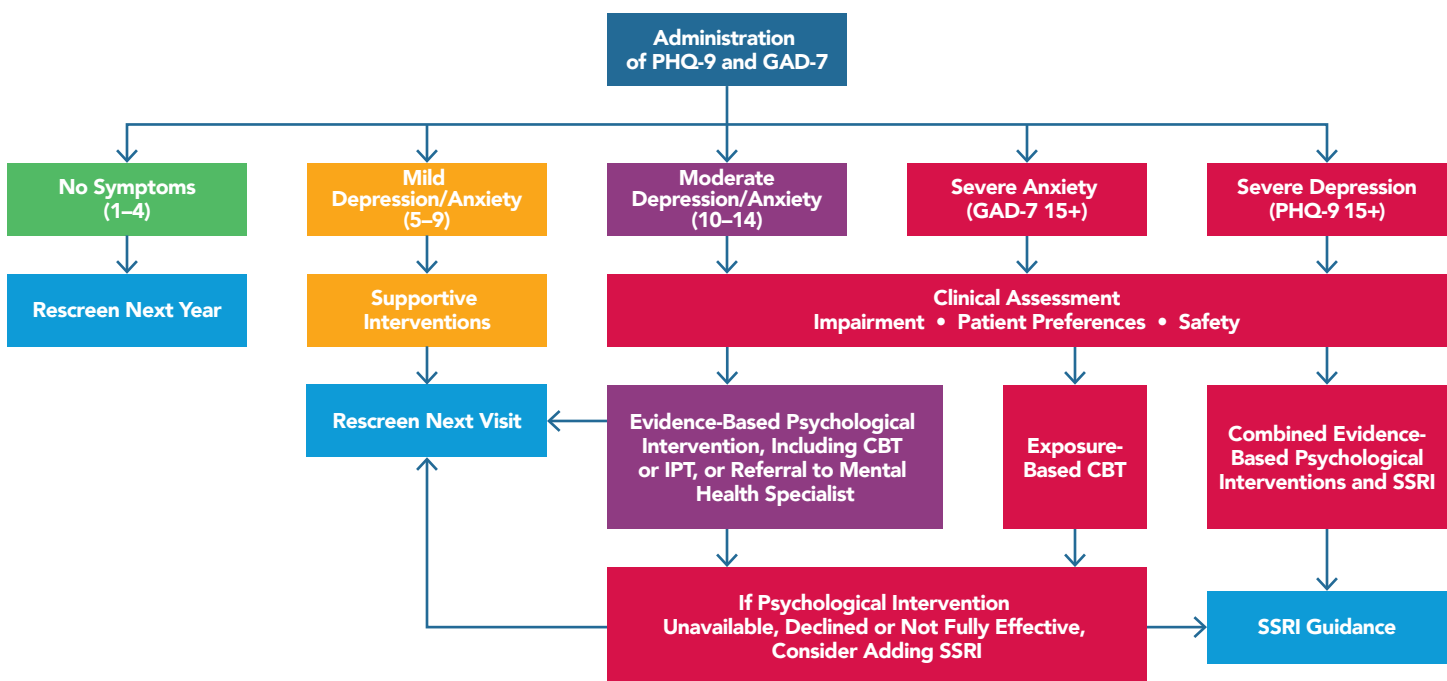 Administration
of PHQ-9 and GAD-7
No Symptoms
(1–4)
Mild
Depression/Anxiety
(5–9)
Moderate
Depression/Anxiety
(10–14)
Severe Anxiety
(GAD-7 15+)
Severe Depression
(PHQ-9 15+)
Rescreen Next Year
Supportive
Interventions
Clinical Assessment
Impairment • Patient Preferences • Safety
Rescreen Next Visit
Evidence-Based Psychological
Intervention, Including CBT
or IPT, or Referral to Mental
Health Specialist
Exposure-
Based CBT
Combined Evidence-
Based Psychological
Interventions and SSRI
If Psychological Intervention
Unavailable, Declined or Not Fully Effective,
Consider Adding SSRI
SSRI Guidance